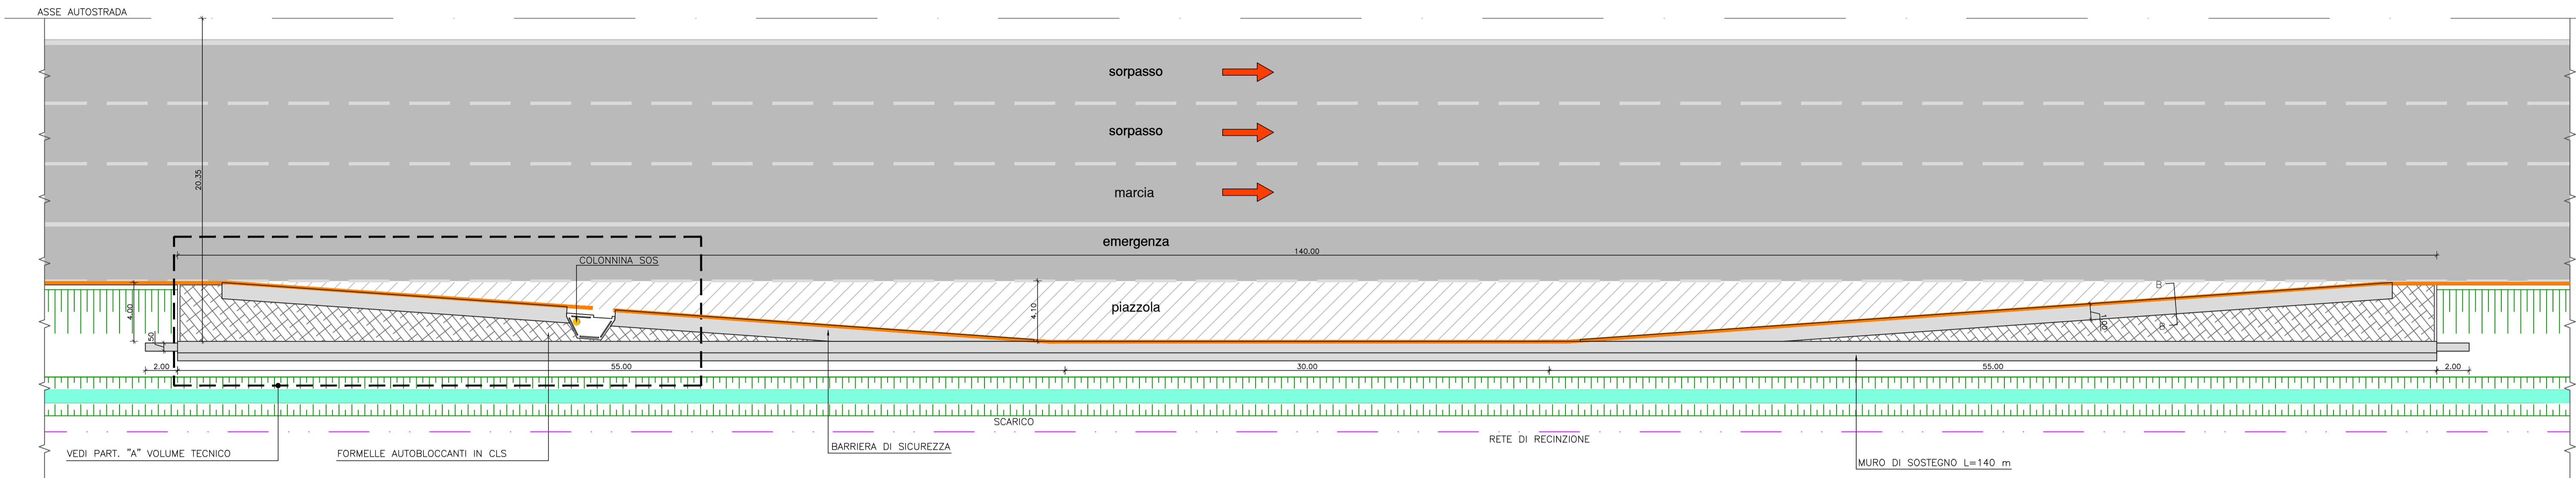 ASSE AUTOSTRADA
sorpasso
sorpasso
20.35
marcia
emergenza
140.00
COLONNINA SOS
B
4.00
4.10
piazzola
1.00
B
50
2.00
55.00
30.00
55.00
2.00
SCARICO
RETE DI RECINZIONE
BARRIERA DI SICUREZZA
VEDI PART. "A" VOLUME TECNICO
FORMELLE AUTOBLOCCANTI IN CLS
MURO DI SOSTEGNO L=140 m